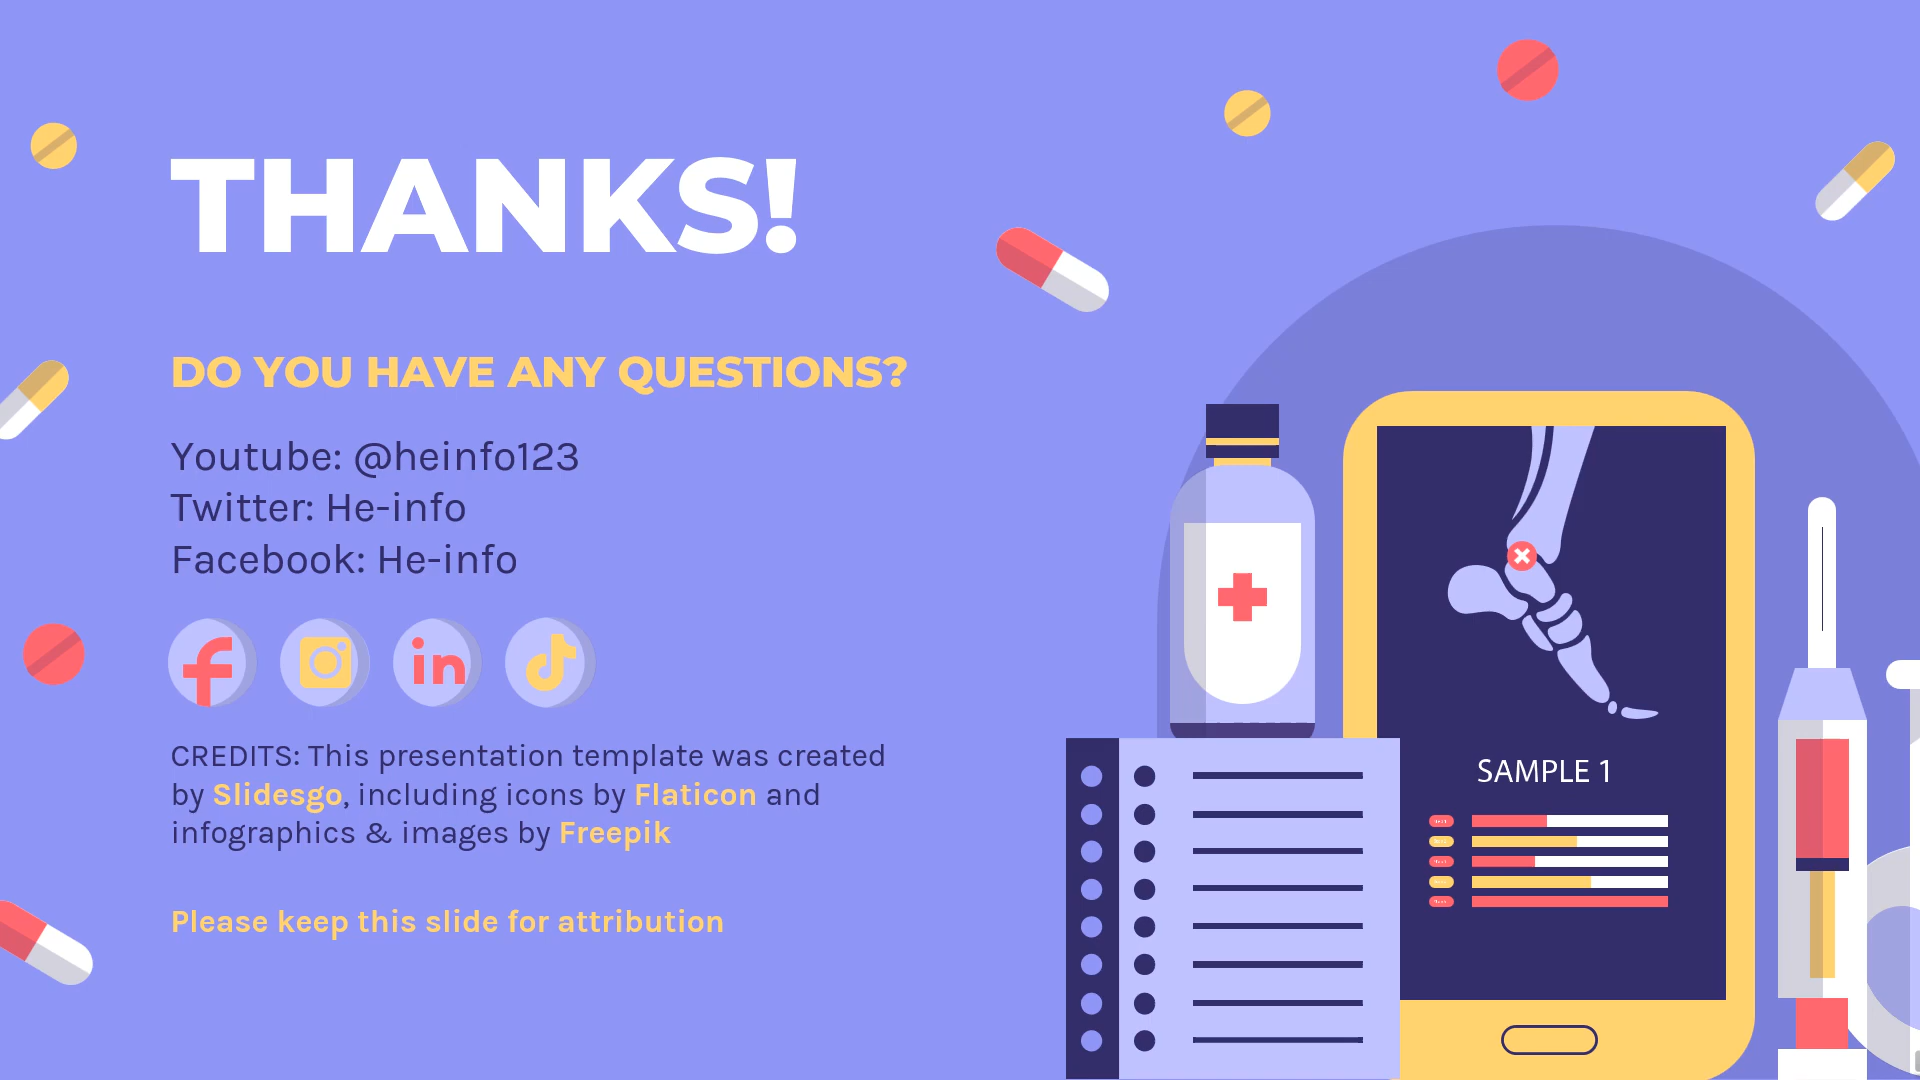 THANKS!
DO YOU HAVE ANY QUESTIONS?
Youtube: @heinfo123
Twitter: He-info
Facebook: He-info
in
CREDITS: This presentation template was created
by Slidesgo, including icons by Flaticon and
infographics & images by Freepik
Please keep this slide for attribution
SAMPLE 1